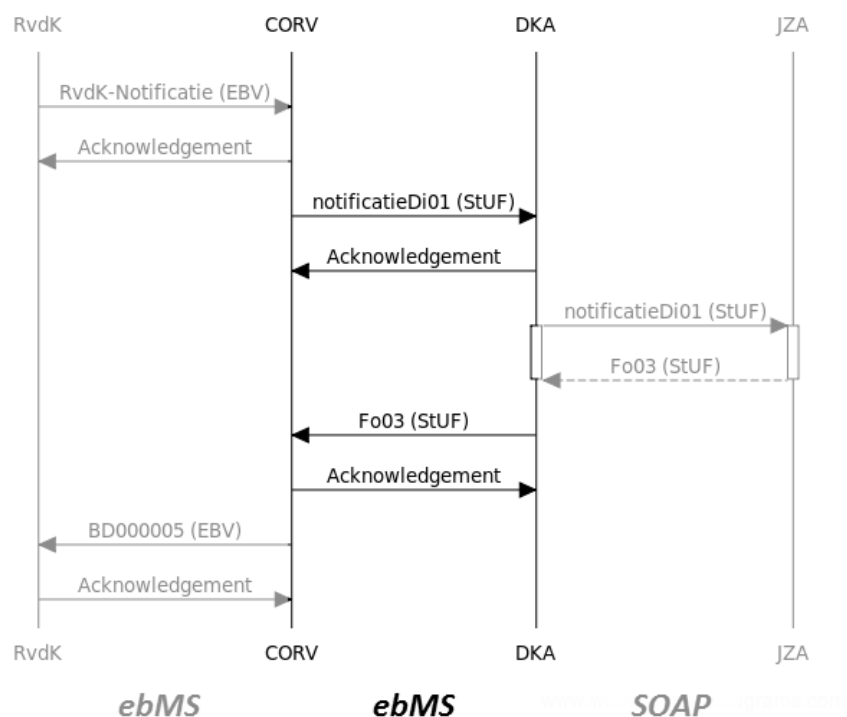 RvdK CORV DKA JZA
RvdK-Notificatie (EBV)
Acknowledgement
notificatieDi01 (StUF)
Acknowledgement
notificatieDi01 (StUF)
Fo03 (StUF)
Fo03 (StUF)
Acknowledgement
BD000005 (EBV)
Acknowledgement
RvdK CORV DKA JZA
ebMS ebMS SOAP